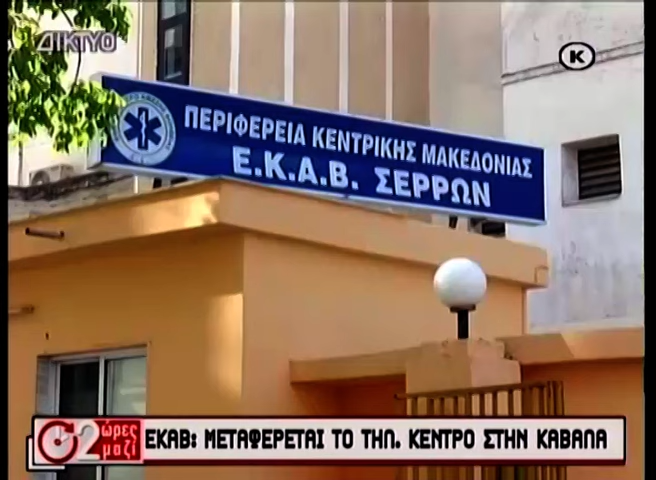 ΔΙΚΤΥΟ
K
ΠΕΡΙΦΕΡΕΙΑ ΚΕΝΤΡΙΚΗΣ ΜΑΚΕΔΟΝΙΑΣ
Ε.Κ.Α.Β. ΣΕΡΡΩΝ
2 ώρες μαζί
ΕΚΑΒ: ΜΕΤΑΦΕΡΕΤΑΙ ΤΟ ΤΗΛ. ΚΕΝΤΡΟ ΣΤΗΝ ΚΑΒΑΛΑ